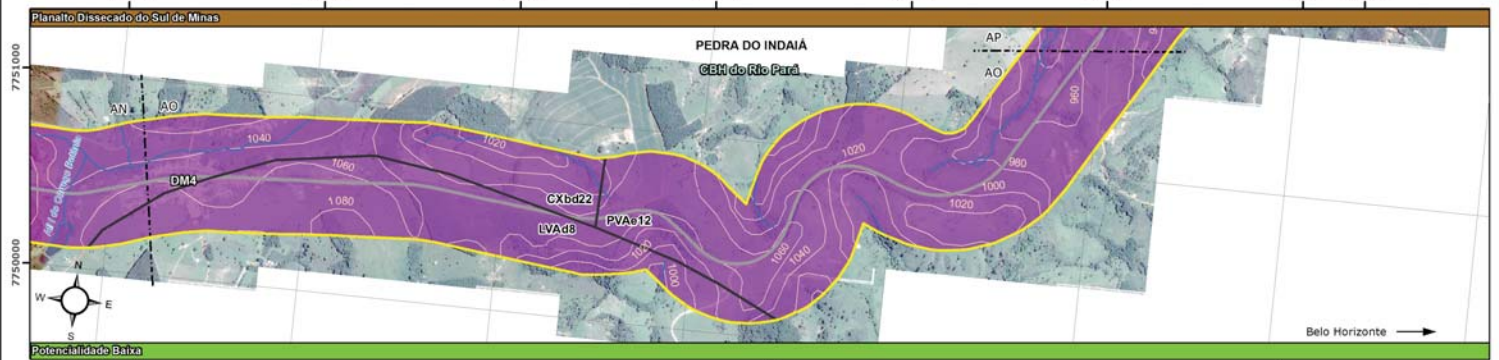 Planalto Dissecado do Sul de Minas
7751000
PEDRA DO INDAIÁ
CBH do Rio Pará
AP
AO
AN
AO
1040
1020
1020
960
9
980
1060
DM4
1000
CXbd22
1020
1080
PVAe12
LVAd8
1020
1060
1040
1000
7750000
N
W
E
S
Belo Horizonte
Potencialidade Baixa